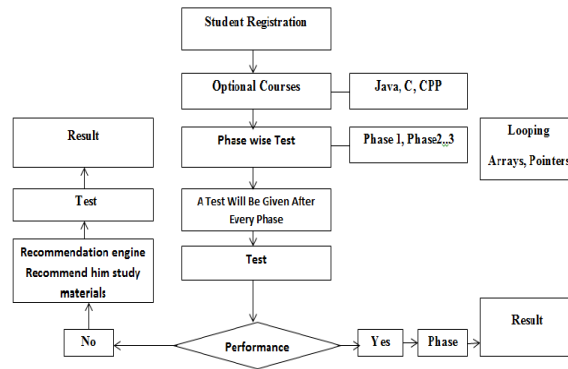 Student Registration
Optional Courses
Java, C, CPP
Phase wise Test
Phase 1, Phase2,,3
Looping
Arrays, Pointers
A Test Will Be Given After
Every Phase
Test
Performance
Yes
Phase
Result
No
Recommendation engine
Recommend him study
materials
Test
Result